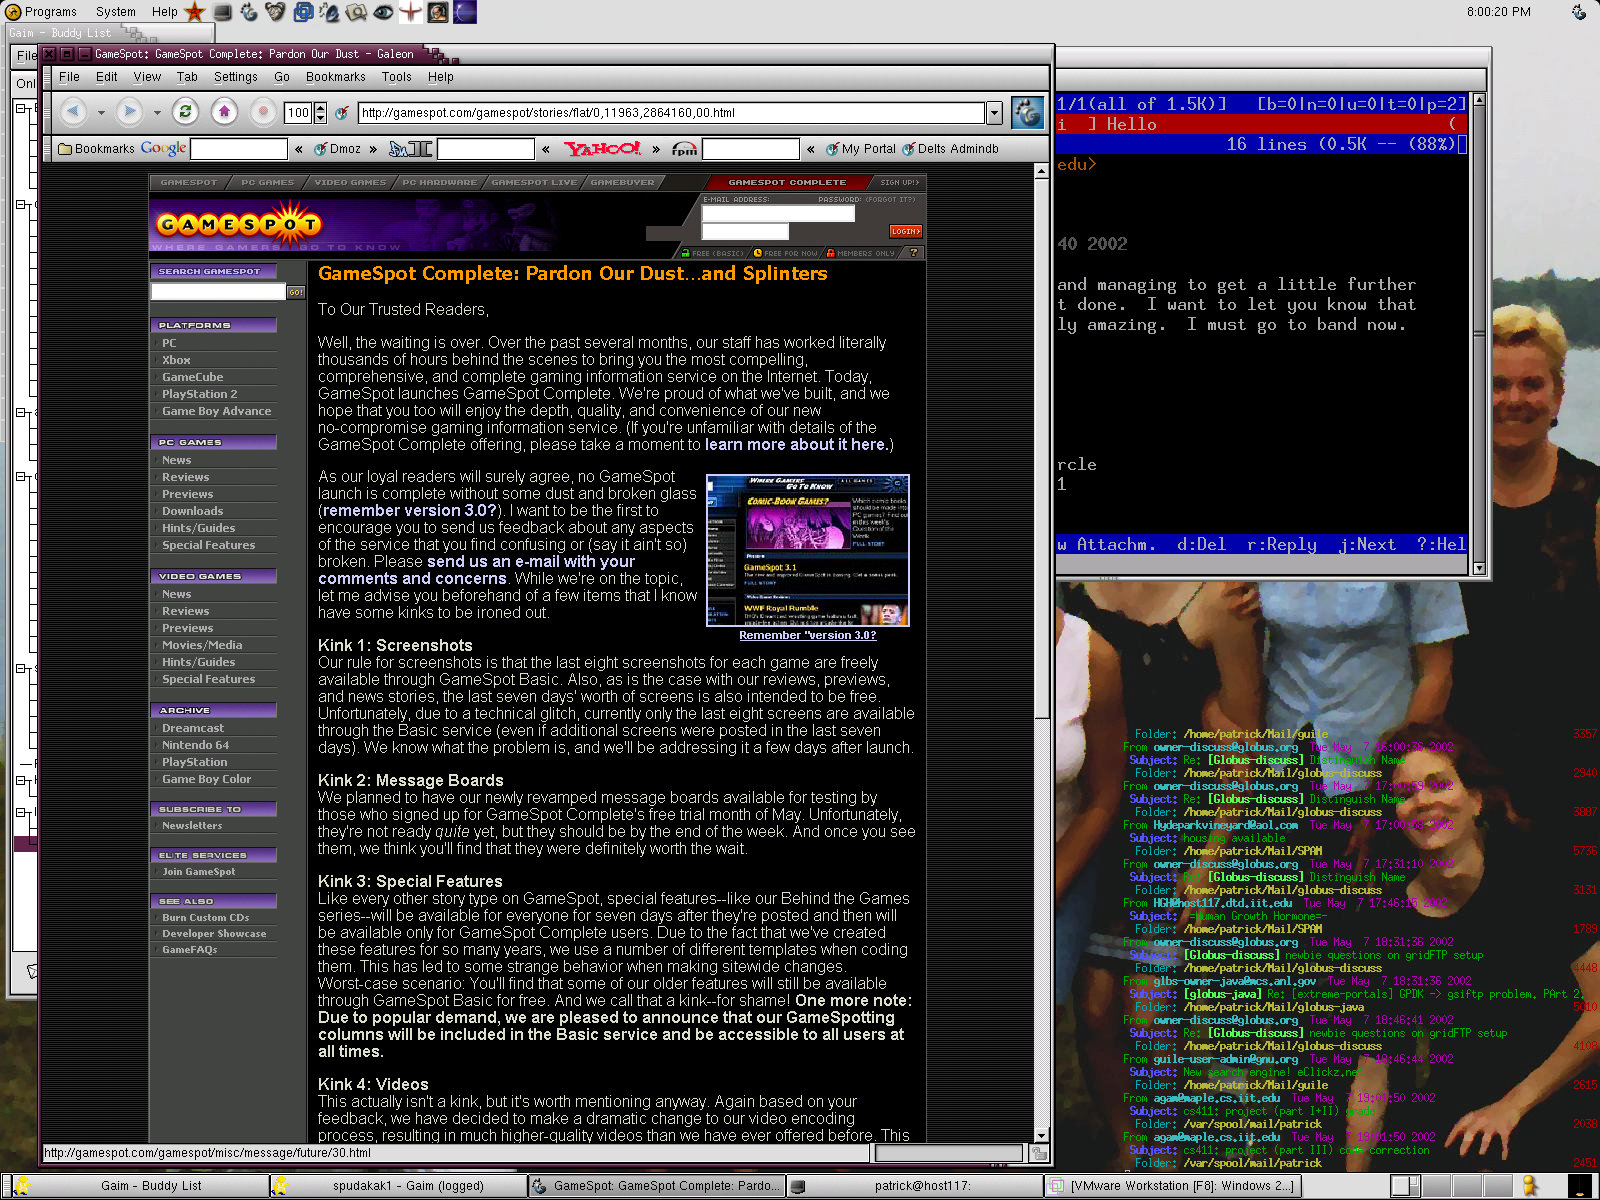 Programs System Help
8:00:20 PM
Gaim - Buddy List
File
Onl
GameSpot: GameSpot Complete: Pardon Our Dust - Galeon
File Edit View Tab Settings Go Bookmarks Tools Help
100 http://gamespot.com/gamespot/stories/flat/0,11963,2864160,00.html
Bookmarks Google « Dmoz » « YAHOO! » rpm « My Portal Delts Admindb
GAMESPOT PC GAMES VIDEO GAMES PC HARDWARE GAMESPOT LIVE GAMEBUYER GAMESPOT COMPLETE SIGN UP!
E-MAIL ADDRESS: PASSWORD: (FORGOT IT?)
GAMESPOT
WHERE GAMERS GO TO KNOW
LOGIN
FREE (BASIC) FREE FOR NOW MEMBERS ONLY ?
SEARCH GAMESPOT
GO!
PLATFORMS
PC
Xbox
GameCube
PlayStation 2
Game Boy Advance
PC GAMES
News
Reviews
Previews
Downloads
Hints/Guides
Special Features
VIDEO GAMES
News
Reviews
Previews
Movies/Media
Hints/Guides
Special Features
ARCHIVE
Dreamcast
Nintendo 64
PlayStation
Game Boy Color
SUBSCRIBE TO
Newsletters
ELITE SERVICES
Join GameSpot
SEE ALSO
Burn Custom CDs
Developer Showcase
GameFAQs
GameSpot Complete: Pardon Our Dust...and Splinters
To Our Trusted Readers,
Well, the waiting is over. Over the past several months, our staff has worked literally
thousands of hours behind the scenes to bring you the most compelling,
comprehensive, and complete gaming information service on the Internet. Today,
GameSpot launches GameSpot Complete. We're proud of what we've built, and we
hope that you too will enjoy the depth, quality, and convenience of our new
no-compromise gaming information service. (If you're unfamiliar with details of the
GameSpot Complete offering, please take a moment to learn more about it here.)
As our loyal readers will surely agree, no GameSpot
launch is complete without some dust and broken glass
(remember version 3.0?). I want to be the first to
encourage you to send us feedback about any aspects
of the service that you find confusing or (say it ain't so)
broken. Please send us an e-mail with your
comments and concerns. While we're on the topic,
let me advise you beforehand of a few items that I know
have some kinks to be ironed out.
WHERE GAMERS GO TO KNOW
COMIC-BOOK GAMES?
GameSpot 3.1
WWF Royal Rumble
Remember "version 3.0?
Kink 1: Screenshots
Our rule for screenshots is that the last eight screenshots for each game are freely
available through GameSpot Basic. Also, as is the case with our reviews, previews,
and news stories, the last seven days' worth of screens is also intended to be free.
Unfortunately, due to a technical glitch, currently only the last eight screens are available
through the Basic service (even if additional screens were posted in the last seven
days). We know what the problem is, and we'll be addressing it a few days after launch.
Kink 2: Message Boards
We planned to have our newly revamped message boards available for testing by
those who signed up for GameSpot Complete's free trial month of May. Unfortunately,
they're not ready quite yet, but they should be by the end of the week. And once you see
them, we think you'll find that they were definitely worth the wait.
Kink 3: Special Features
Like every other story type on GameSpot, special features--like our Behind the Games
series--will be available for everyone for seven days after they're posted and then will
be available only for GameSpot Complete users. Due to the fact that we've created
these features for so many years, we use a number of different templates when coding
them. This has led to some strange behavior when making sitewide changes.
Worst-case scenario: You'll find that some of our older features will still be available
through GameSpot Basic for free. And we call that a kink--for shame! One more note:
Due to popular demand, we are pleased to announce that our GameSpotting
columns will be included in the Basic service and be accessible to all users at
all times.
Kink 4: Videos
This actually isn't a kink, but it's worth mentioning anyway. Again based on your
feedback, we have decided to make a dramatic change to our video encoding
process, resulting in much higher-quality videos than we have ever offered before. This
http://gamespot.com/gamespot/misc/message/future/30.html
1/1(all of 1.5K)] [b=0|n=0|u=0|t=0|p=2]
i ] Hello (
16 lines (0.5K -- (88%)
edu>
40 2002
and managing to get a little further
t done. I want to let you know that
ly amazing. I must go to band now.
rcle
1
w Attachm. d:Del r:Reply j:Next ?:Hel
Folder: /home/patrick/Mail/guile 3357
From owner-discuss@globus.org Tue May 7 16:00:36 2002
Subject: Re: [Globus-discuss] Distinguish Name
Folder: /home/patrick/Mail/globus-discuss 2940
From owner-discuss@globus.org Tue May 7 17:00:59 2002
Subject: Re: [Globus-discuss] Distinguish Name
Folder: /home/patrick/Mail/globus-discuss 3887
From Hydeparkvineyard@aol.com Tue May 7 17:00:59 2002
Subject: housing available
Folder: /home/patrick/Mail/SPAM 5736
From owner-discuss@globus.org Tue May 7 17:31:10 2002
Subject: Re: [Globus-discuss] Distinguish Name
Folder: /home/patrick/Mail/globus-discuss 3131
From HGH@host117.dtd.iit.edu Tue May 7 17:46:15 2002
Subject: -=Human Growth Hormone=-
Folder: /home/patrick/Mail/SPAM 1789
From owner-discuss@globus.org Tue May 7 18:31:36 2002
Subject: [Globus-discuss] newbie questions on gridFTP setup
Folder: /home/patrick/Mail/globus-discuss 4448
From glbs-owner-java@mcs.anl.gov Tue May 7 18:31:36 2002
Subject: [globus-java] Re: [extreme-portals] GPDK -> gsiftp problem. PArt 2.
Folder: /home/patrick/Mail/globus-java 5010
From owner-discuss@globus.org Tue May 7 18:46:41 2002
Subject: Re: [Globus-discuss] newbie questions on gridFTP setup
Folder: /home/patrick/Mail/globus-discuss 4106
From guile-user-admin@gnu.org Tue May 7 18:46:44 2002
Subject: New search engine! eClickz.net
Folder: /home/patrick/Mail/guile 2615
From agam@maple.cs.iit.edu Tue May 7 19:01:50 2002
Subject: cs411: project (part I+II) grade
Folder: /var/spool/mail/patrick 2038
From agam@maple.cs.iit.edu Tue May 7 19:01:50 2002
Subject: cs411: project (part III) code correction
Folder: /var/spool/mail/patrick 2451
Gaim - Buddy List spudakak1 - Gaim (logged) GameSpot: GameSpot Complete: Pardo... patrick@host117: [VMware Workstation [F8]: Windows 2...]